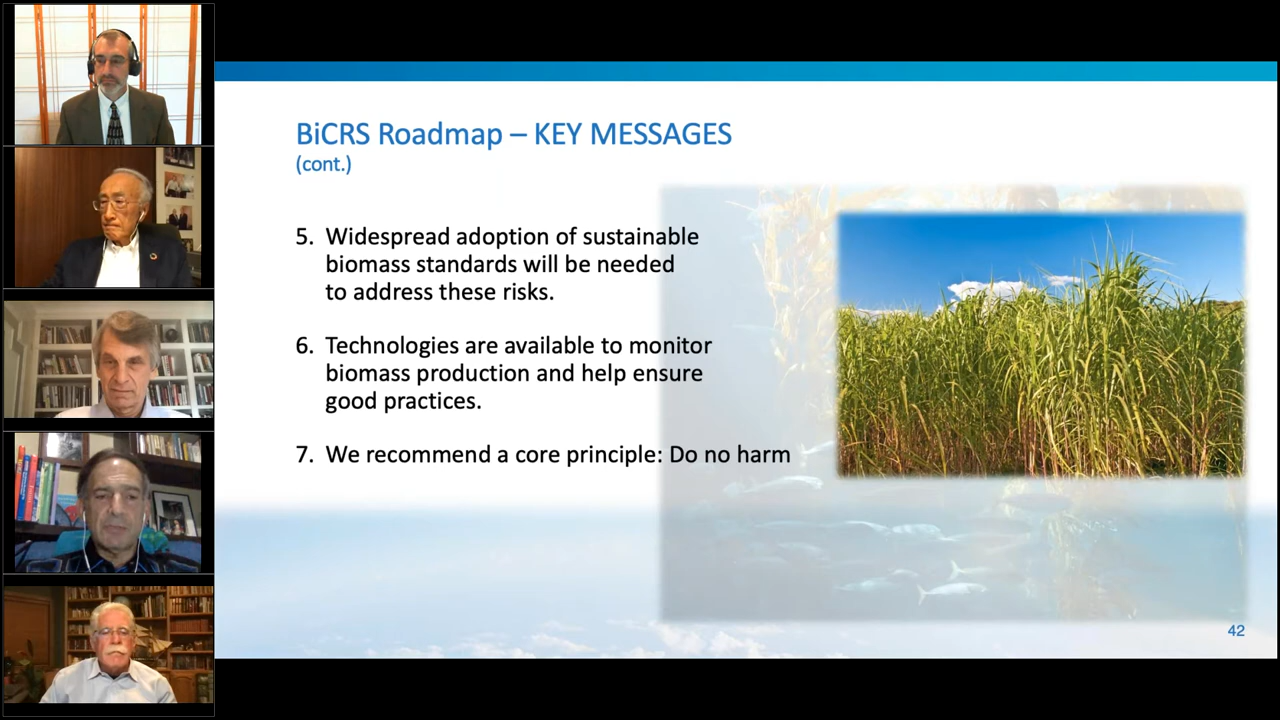 BiCRS Roadmap – KEY MESSAGES
(cont.)
5. Widespread adoption of sustainable
biomass standards will be needed
to address these risks.
6. Technologies are available to monitor
biomass production and help ensure
good practices.
7. We recommend a core principle: Do no harm
42